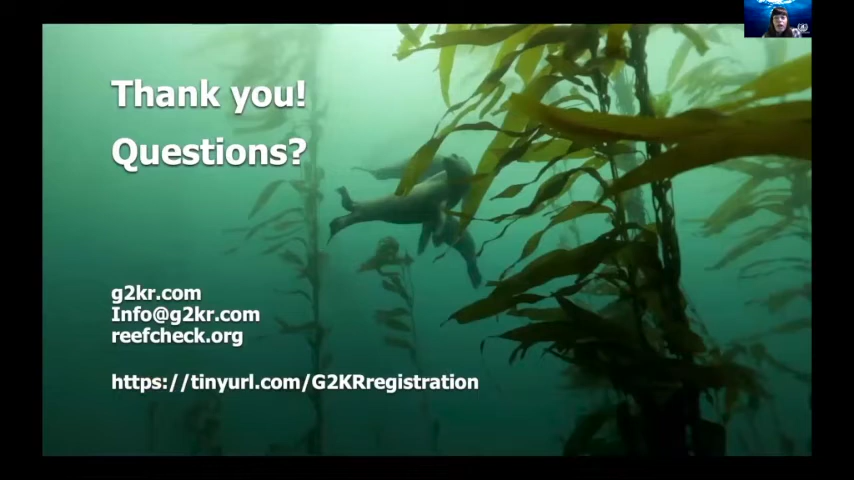 Thank you!
Questions?
g2kr.com
Info@g2kr.com
reefcheck.org
https://tinyurl.com/G2KRregistration